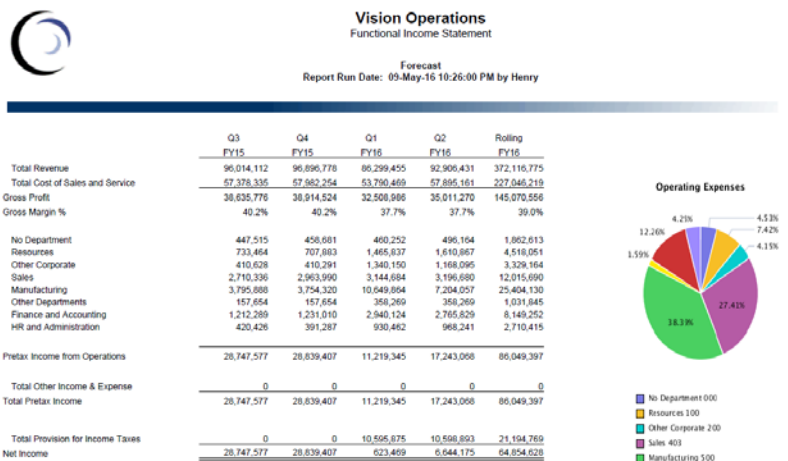 Vision Operations
Functional Income Statement
Forecast
Report Run Date: 09-May-16 10:26:00 PM by Henry
Q3 Q4 Q1 Q2 Rolling
FY15 FY15 FY16 FY16 FY16
Total Revenue 96,014,112 96,896,778 86,299,455 92,906,431 372,116,775
Total Cost of Sales and Service 57,378,335 57,982,254 53,790,469 57,895,161 227,046,219
Gross Profit 38,635,776 38,914,524 32,508,986 35,011,270 145,070,556
Gross Margin % 40.2% 40.2% 37.7% 37.7% 39.0%
No Department 447,515 458,681 460,252 496,164 1,862,613
Resources 733,464 707,883 1,465,837 1,610,867 4,518,051
Other Corporate 410,628 410,291 1,340,150 1,168,095 3,329,164
Sales 2,710,336 2,963,990 3,144,684 3,196,680 12,015,690
Manufacturing 3,795,888 3,754,320 10,649,864 7,204,057 25,404,130
Other Departments 157,654 157,654 358,269 358,269 1,031,845
Finance and Accounting 1,212,289 1,231,010 2,940,124 2,765,829 8,149,252
HR and Administration 420,426 391,287 930,462 968,241 2,710,415
Pretax Income from Operations 28,747,577 28,839,407 11,219,345 17,243,068 86,049,397
Total Other Income & Expense 0 0 0 0 0
Total Pretax Income 28,747,577 28,839,407 11,219,345 17,243,068 86,049,397
Total Provision for Income Taxes 0 0 10,595,875 10,598,893 21,194,769
Net Income 28,747,577 28,839,407 623,469 6,644,175 64,854,628
Operating Expenses
4.25%
4.53%
7.42%
4.15%
12.26%
1.59%
27.41%
38.39%
No Department 000
Resources 100
Other Corporate 200
Sales 403
Manufacturing 500